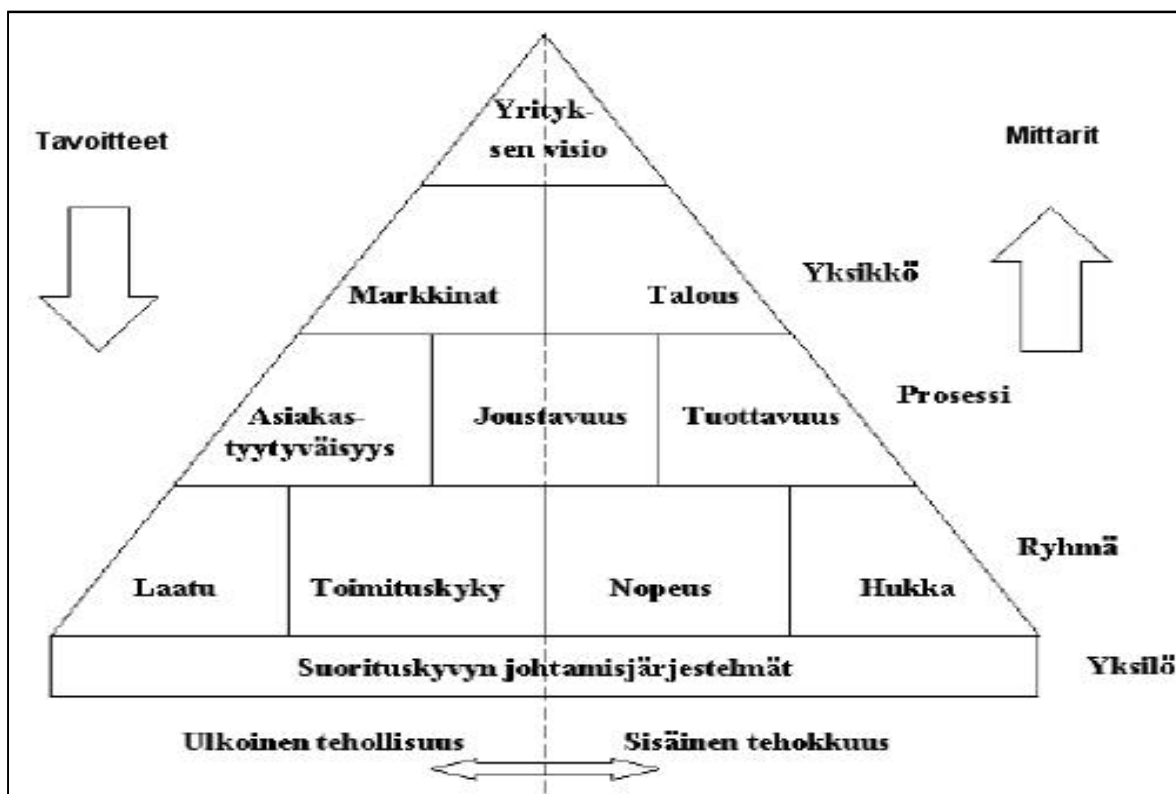 Yrityk-
sen visio
Tavoitteet
Mittarit
Yksikkö
Markkinat
Talous
Prosessi
Asiakas-
tyytyväisyys
Joustavuus
Tuottavuus
Ryhmä
Laatu
Toimituskyky
Nopeus
Hukka
Suorituskyvyn johtamisjärjestelmät
Yksilö
Ulkoinen tehollisuus
Sisäinen tehokkuus